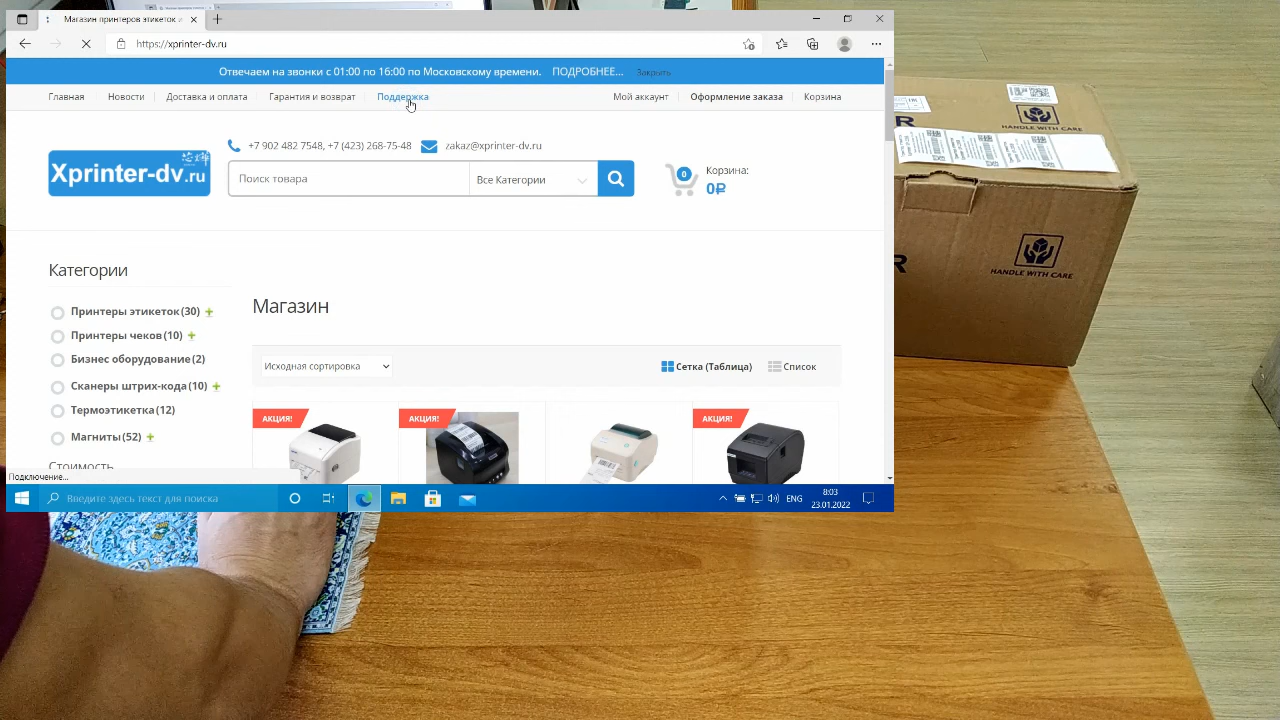 Магазин принтеров этикеток и
https://xprinter-dv.ru
Отвечаем на звонки с 01:00 по 16:00 по Московскому времени. ПОДРОБНЕЕ... Закрыть
Главная Новости Доставка и оплата Гарантия и возврат Поддержка Мой аккаунт Оформление заказа Корзина
+7 902 482 7548, +7(423) 268-75-48 zakaz@xprinter-dv.ru
Xprinter-dv.ru 芯烨
Поиск товара Все Категории 0 Корзина:
0₽
Категории
Магазин
Принтеры этикеток (30)
Принтеры чеков (10)
Бизнес оборудование (2)
Сканеры штрих-кода (10)
Термоэтикетка (12)
Магниты (52)
Стоимость
Исходная сортировка Сетка (Таблица) Список
АКЦИЯ! АКЦИЯ! АКЦИЯ!
Подключение...
Введите здесь текст для поиска ENG 8:03
23.01.2022
R HANDLE WITH CARE
R HANDLE WITH CARE